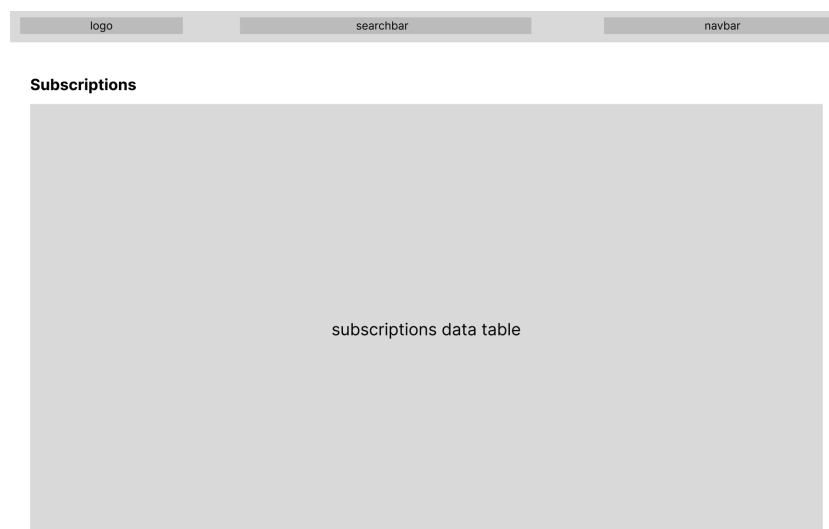 logo
searchbar
navbar
Subscriptions
subscriptions data table